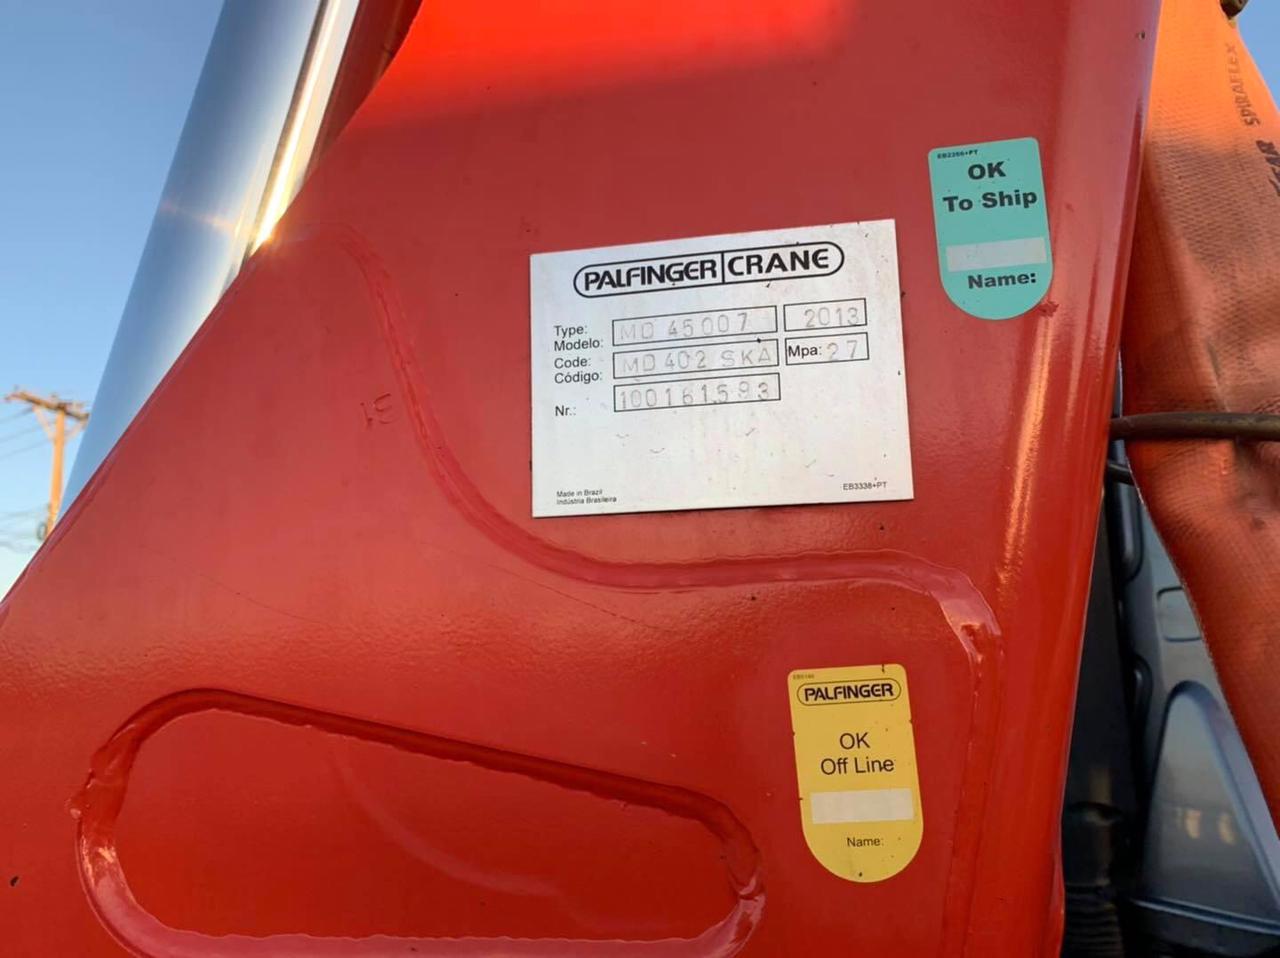 EB2266+PT
OK
To Ship
Name:
PALFINGER CRANE
Type:
Modelo:
MD 45007
2013
Code:
Código:
MD 402 SKA
Mpa: 27
Nr.:
100161593
Made in Brazil
Indústria Brasileira
EB3338+PT
PALFINGER
OK
Off Line
Name:
SPIRAFLEX